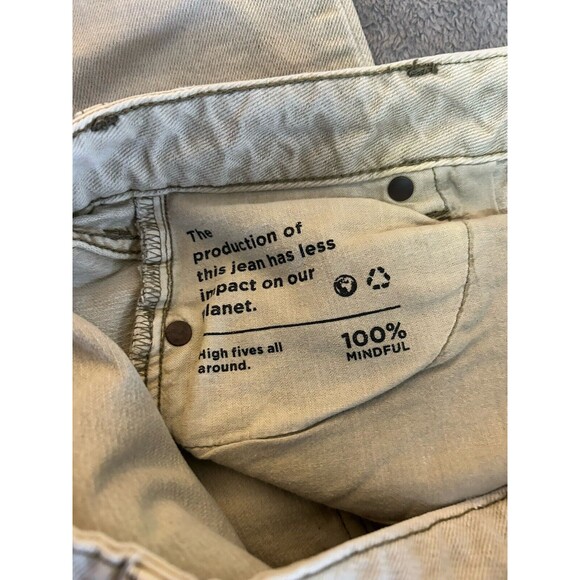 The
production of
this jean has less
impact on our
planet.
High fives all
around.
100%
MINDFUL